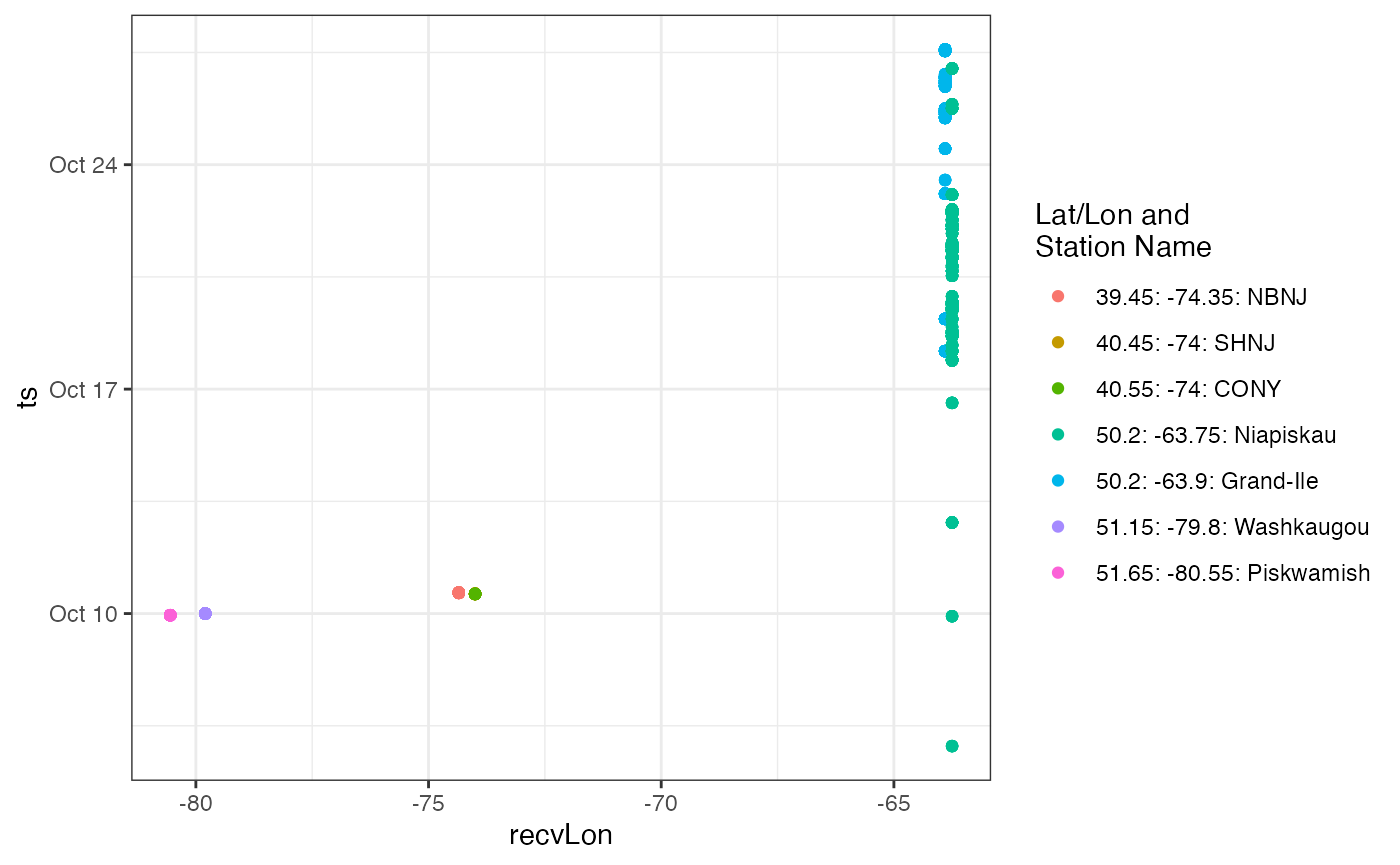 ts
Oct 24
Oct 17
Oct 10
-80
-75
-70
-65
recvLon
Lat/Lon and
Station Name
39.45: -74.35: NBNJ
40.45: -74: SHNJ
40.55: -74: CONY
50.2: -63.75: Niapiskau
50.2: -63.9: Grand-Ile
51.15: -79.8: Washkaugou
51.65: -80.55: Piskwamish